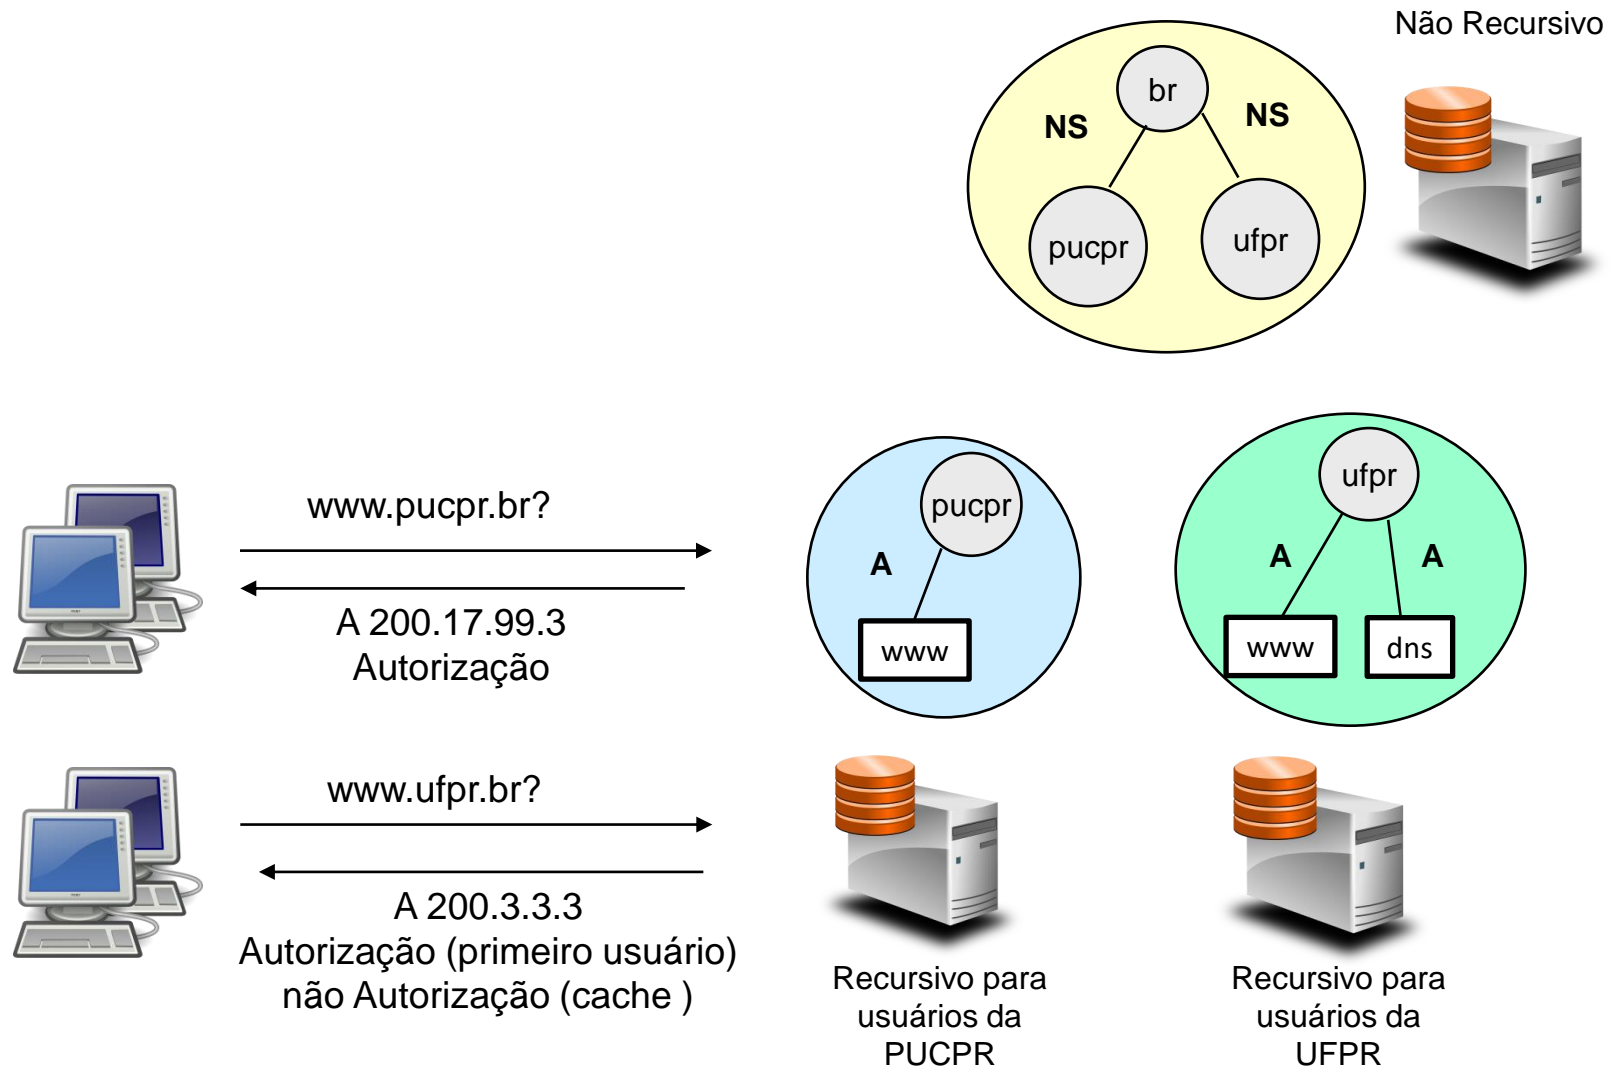 Não Recursivo
br
NS
NS
pucpr
ufpr
www.pucpr.br?
A 200.17.99.3
Autorização
pucpr
A
www
ufpr
A
A
www
dns
www.ufpr.br?
A 200.3.3.3
Autorização (primeiro usuário)
não Autorização (cache )
Recursivo para
usuários da
PUCPR
Recursivo para
usuários da
UFPR